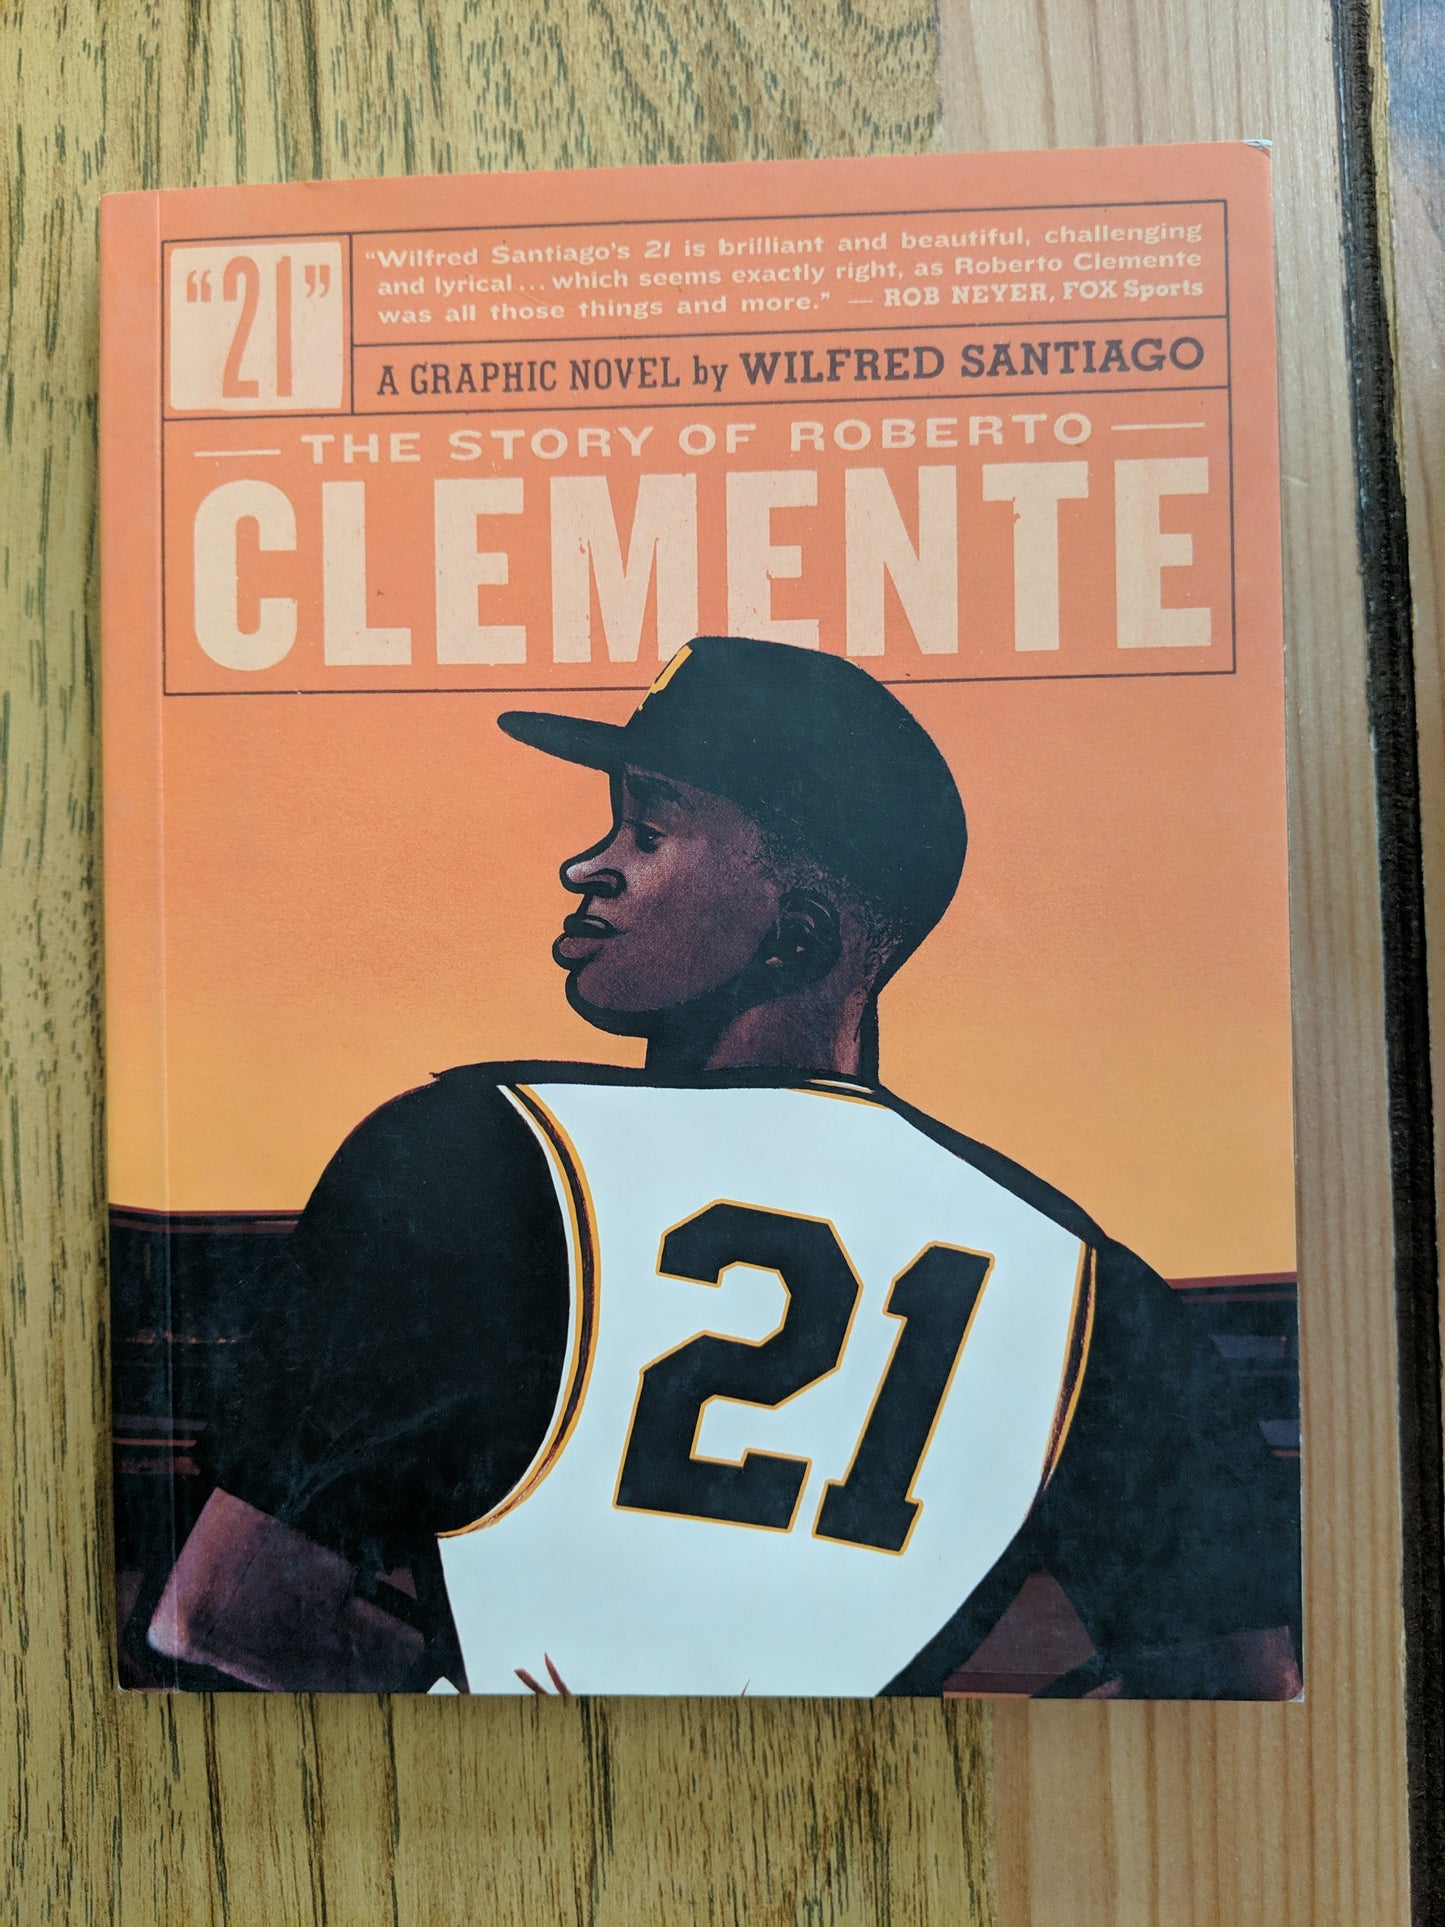 “21”
“Wilfred Santiago’s 21 is brilliant and beautiful, challenging
and lyrical... which seems exactly right, as Roberto Clemente
was all those things and more.” — ROB NEYER, FOX Sports
A GRAPHIC NOVEL by WILFRED SANTIAGO
THE STORY OF ROBERTO
CLEMENTE
P
21